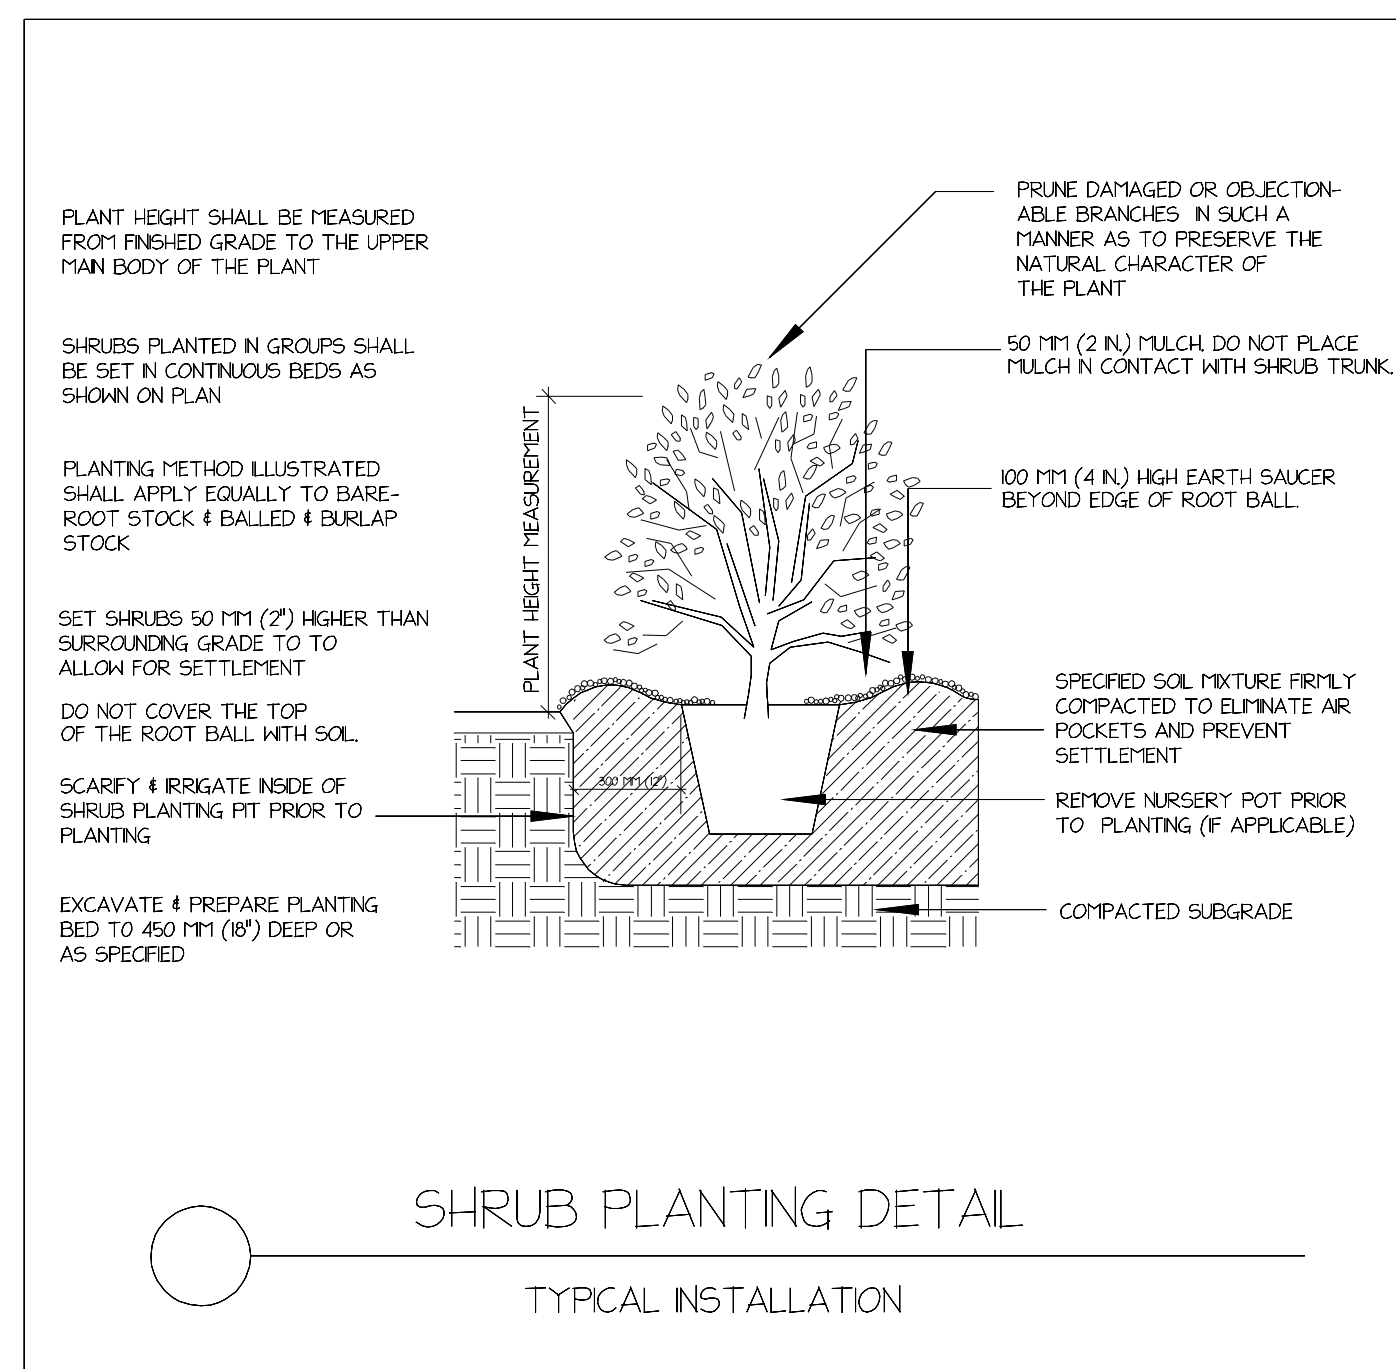 PLANT HEIGHT SHALL BE MEASURED
FROM FINISHED GRADE TO THE UPPER
MAIN BODY OF THE PLANT
SHRUBS PLANTED IN GROUPS SHALL
BE SET IN CONTINUOUS BEDS AS
SHOWN ON PLAN
PLANTING METHOD ILLUSTRATED
SHALL APPLY EQUALLY TO BARE-
ROOT STOCK & BALLED & BURLAP
STOCK
SET SHRUBS 50 MM (2") HIGHER THAN
SURROUNDING GRADE TO TO
ALLOW FOR SETTLEMENT
DO NOT COVER THE TOP
OF THE ROOT BALL WITH SOIL.
SCARIFY & IRRIGATE INSIDE OF
SHRUB PLANTING PIT PRIOR TO
PLANTING
EXCAVATE & PREPARE PLANTING
BED TO 450 MM (18") DEEP OR
AS SPECIFIED
PLANT HEIGHT MEASUREMENT
300 MM (12")
PRUNE DAMAGED OR OBJECTION-
ABLE BRANCHES IN SUCH A
MANNER AS TO PRESERVE THE
NATURAL CHARACTER OF
THE PLANT
50 MM (2 IN.) MULCH. DO NOT PLACE
MULCH IN CONTACT WITH SHRUB TRUNK.
100 MM (4 IN.) HIGH EARTH SAUCER
BEYOND EDGE OF ROOT BALL.
SPECIFIED SOIL MIXTURE FIRMLY
COMPACTED TO ELIMINATE AIR
POCKETS AND PREVENT
SETTLEMENT
REMOVE NURSERY POT PRIOR
TO PLANTING (IF APPLICABLE)
COMPACTED SUBGRADE
SHRUB PLANTING DETAIL
TYPICAL INSTALLATION